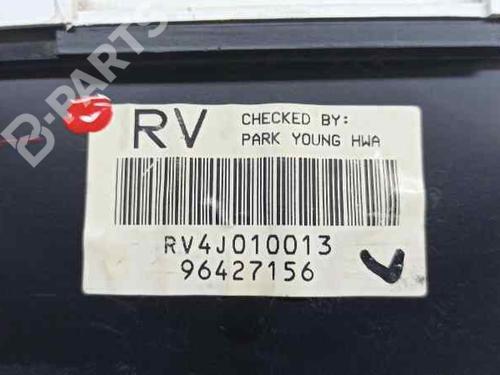 B-PARTS
RV
CHECKED BY:
PARK YOUNG HWA
RV4J010013
96427156